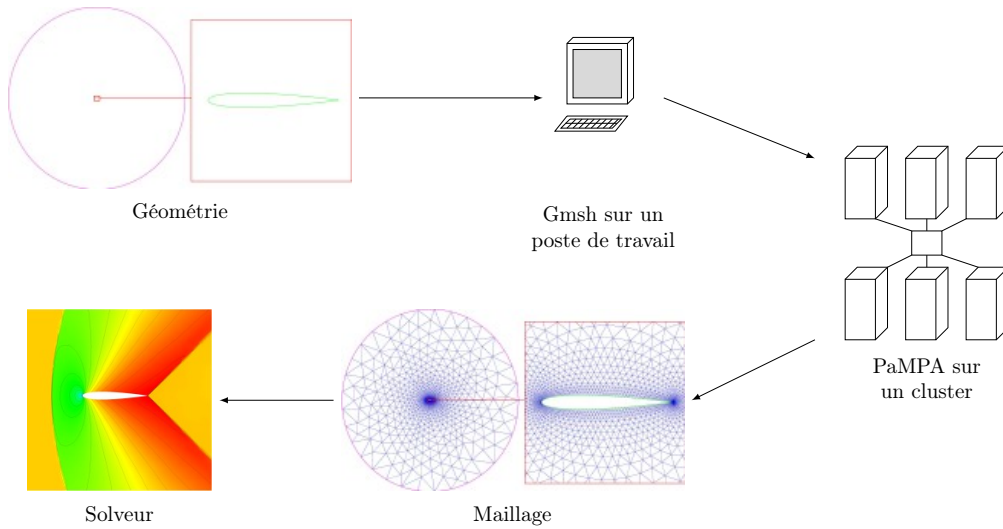 Géométrie
Gmsh sur un
poste de travail
PaMPA sur
un cluster
Solveur
Maillage